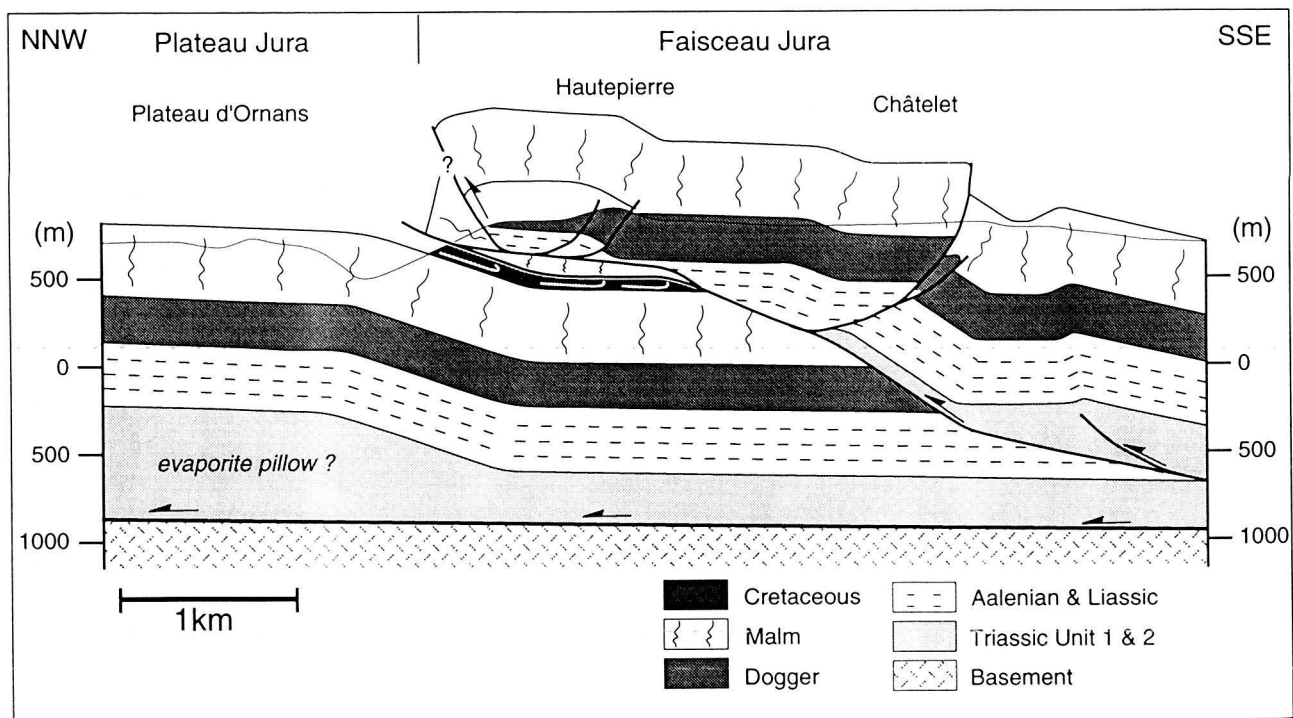 NNW
Plateau Jura
Faisceau Jura
SSE
Hautepierre
Plateau d'Ornans
Châtelet
?
(m)
(m)
500
500
0
0
500
500
evaporite pillow ?
1000
1000
1km
Cretaceous
Malm
Dogger
Aalenian & Liassic
Triassic Unit 1 & 2
Basement